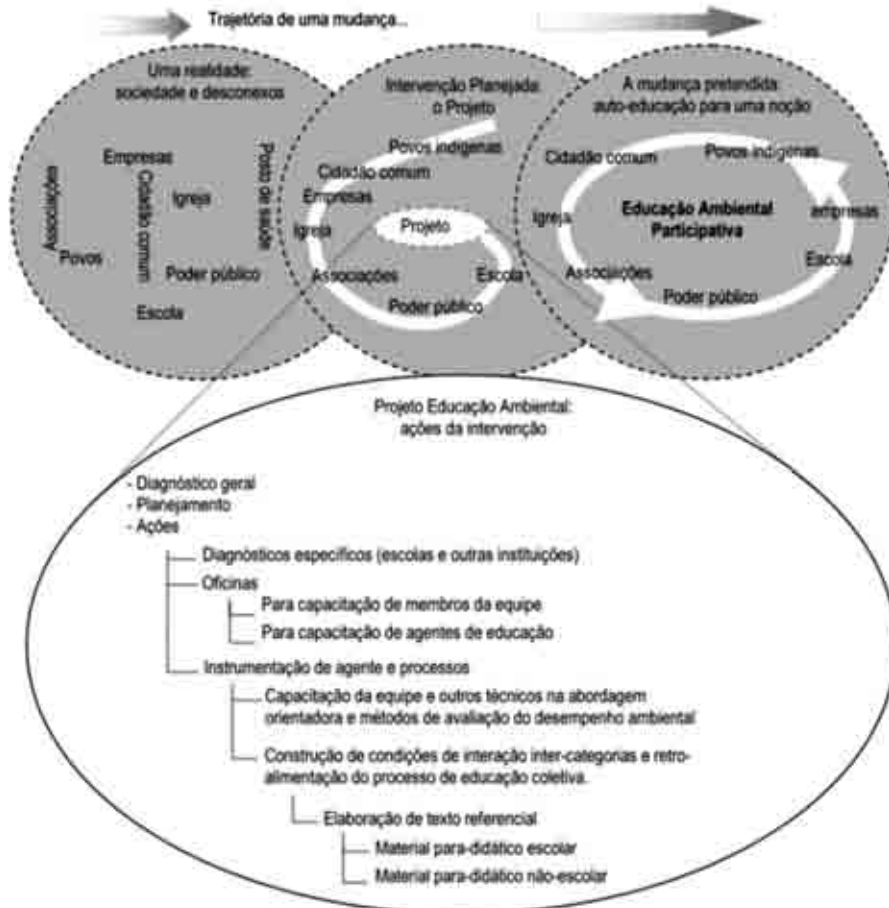 Trajetória de uma mudança...
Uma realidade:
sociedade e desconexos
Empresas
Associações
Cidadão comum
Igreja
Posto de saúde
Povos
Poder público
Escola
Intervenção Planejada:
o Projeto
Povos indígenas
Cidadão comum
Empresas
Igreja
Projeto
Associações
Escola
Poder público
A mudança pretendida:
auto-educação para uma noção
Cidadão comum
Povos indígenas
Igreja
Educação Ambiental
Participativa
empresas
Escola
Associações
Poder público
Projeto Educação Ambiental:
ações da intervenção
- Diagnóstico geral
- Planejamento
- Ações
Diagnósticos específicos (escolas e outras instituições)
Oficinas
Para capacitação de membros da equipe
Para capacitação de agentes de educação
Instrumentação de agente e processos
Capacitação da equipe e outros técnicos na abordagem
orientadora e métodos de avaliação do desempenho ambiental
Construção de condições de interação inter-categorias e retro-
alimentação do processo de educação coletiva.
Elaboração de texto referencial
Material para-didático escolar
Material para-didático não-escolar